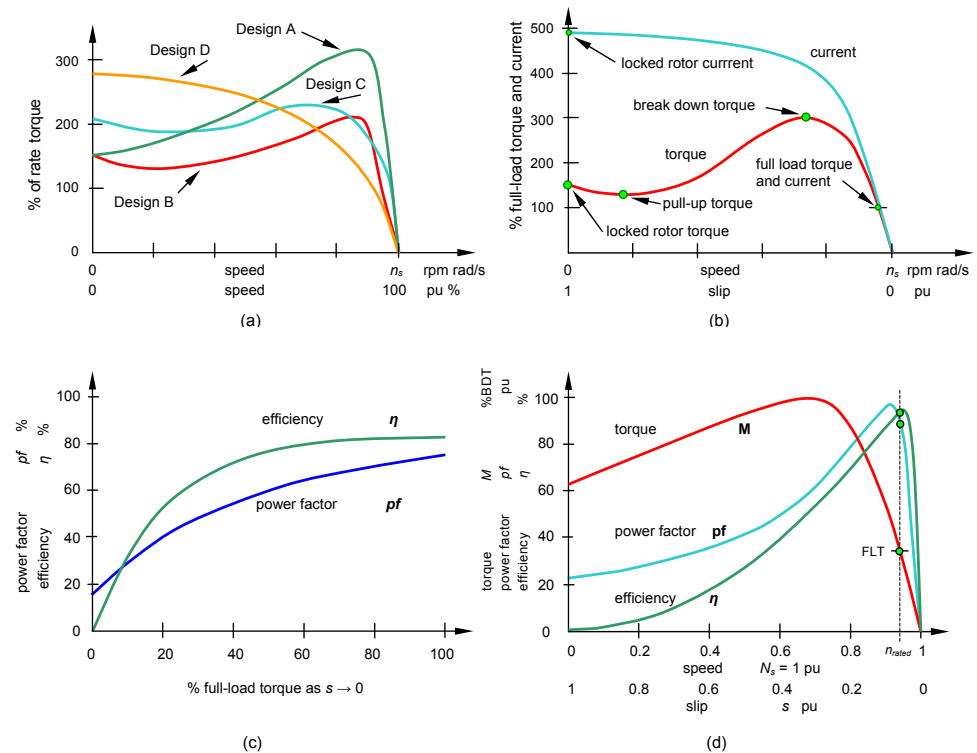 % of rate torque
300
200
100
0
Design A
Design D
Design C
Design B
0 speed ns rpm rad/s
0 speed 100 pu %
(a)
% full-load torque and current
500
400
300
200
100
current
locked rotor currrent
break down torque
torque
full load torque
and current
pull-up torque
locked rotor torque
0 speed ns rpm rad/s
1 slip 0 pu
(b)
power factor pf %
efficiency η %
100
80
60
40
20
0
efficiency η
power factor pf
0 20 40 60 80 100
% full-load torque as s → 0
(c)
torque M %BDT
power factor pf pu
efficiency η %
100
80
60
40
20
0
torque M
power factor pf
FLT
efficiency η
0 0.2 0.4 0.6 0.8 nrated 1
speed Ns = 1 pu
1 0.8 0.6 0.4 0.2 0
slip s pu
(d)